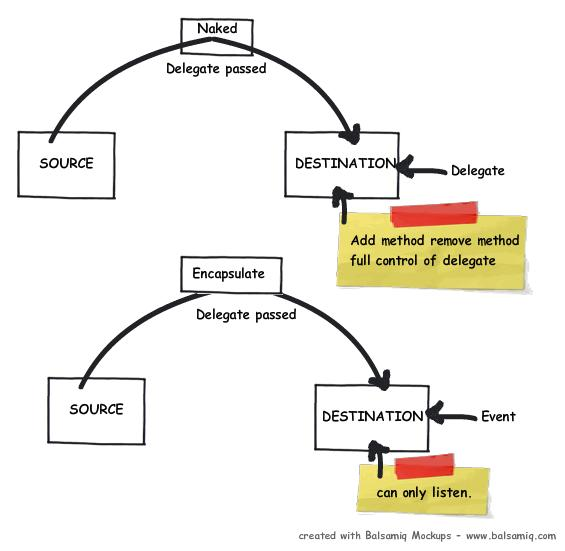 Naked
Delegate passed
SOURCE
DESTINATION
Delegate
Add method remove method
full control of delegate
Encapsulate
Delegate passed
SOURCE
DESTINATION
Event
can only listen.
created with Balsamiq Mockups - www.balsamiq.com